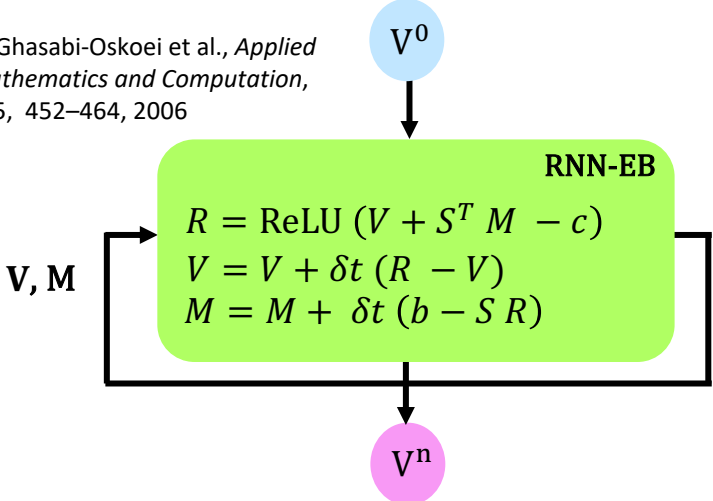 Ghasabi-Oskoei et al., Applied
thematics and Computation,
5, 452–464, 2006
V⁰
RNN-EB
R = ReLU (V + Sᵀ M − c)
V = V + δt (R − V)
M = M + δt (b − S R)
V, M
Vⁿ